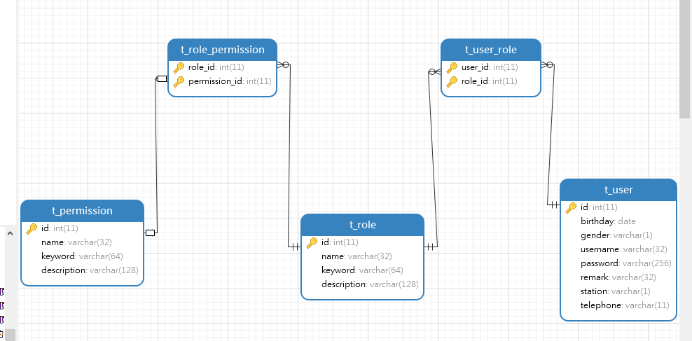 t_role_permission
role_id: int(11)
permission_id: int(11)
t_user_role
user_id: int(11)
role_id: int(11)
t_permission
id: int(11)
name: varchar(32)
keyword: varchar(64)
description: varchar(128)
t_role
id: int(11)
name: varchar(32)
keyword: varchar(64)
description: varchar(128)
t_user
id: int(11)
birthday: date
gender: varchar(1)
username: varchar(32)
password: varchar(256)
remark: varchar(32)
station: varchar(1)
telephone: varchar(11)